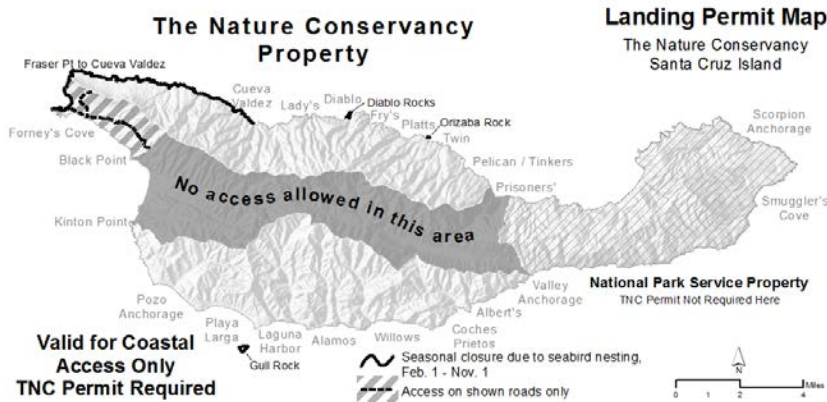 The Nature Conservancy
Property
Landing Permit Map
The Nature Conservancy
Santa Cruz Island
Fraser Pt to Cueva Valdez
Cueva
Valdez
Lady's
Diablo
Diablo Rocks
Fry's
Platts
Orizaba Rock
Twin
Scorpion
Anchorage
Forney's Cove
Black Point
Pelican / Tinkers
Prisoners'
No access allowed in this area
Smuggler's
Cove
Kinton Point
National Park Service Property
TNC Permit Not Required Here
Valley
Anchorage
Pozo
Anchorage
Albert's
Playa
Larga
Laguna
Harbor
Alamos
Willows
Coches
Prietos
Gull Rock
Valid for Coastal
Access Only
TNC Permit Required
Seasonal closure due to seabird nesting,
Feb. 1 - Nov. 1
Access on shown roads only
N
Miles
0 1 2 4